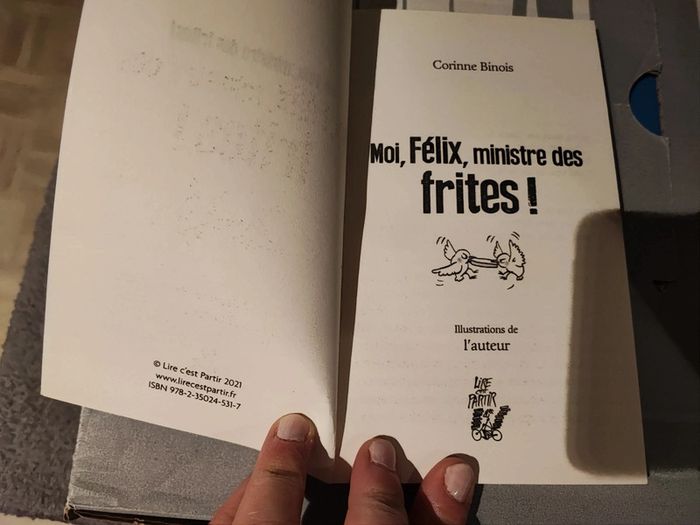 © Lire c'est Partir 2021
www.lirecestpartir.fr
ISBN 978-2-35024-531-7
Corinne Binois
Moi, Félix, ministre des
frites !
Illustrations de
l'auteur
LIRE
C'EST
PARTIR